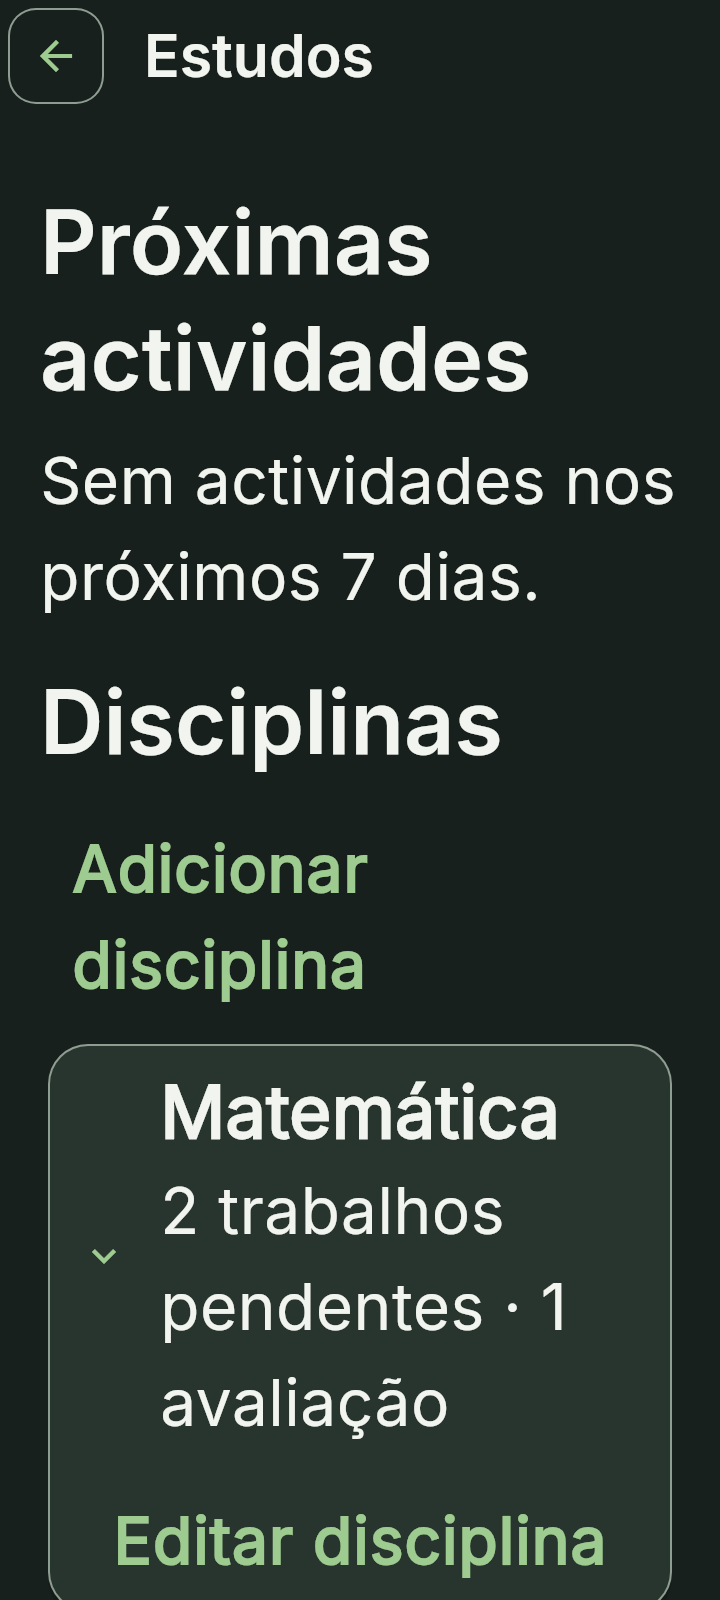 Estudos
Próximas
actividades
Sem actividades nos
próximos 7 dias.
Disciplinas
Adicionar
disciplina
Matemática
2 trabalhos
pendentes · 1
avaliação
Editar disciplina